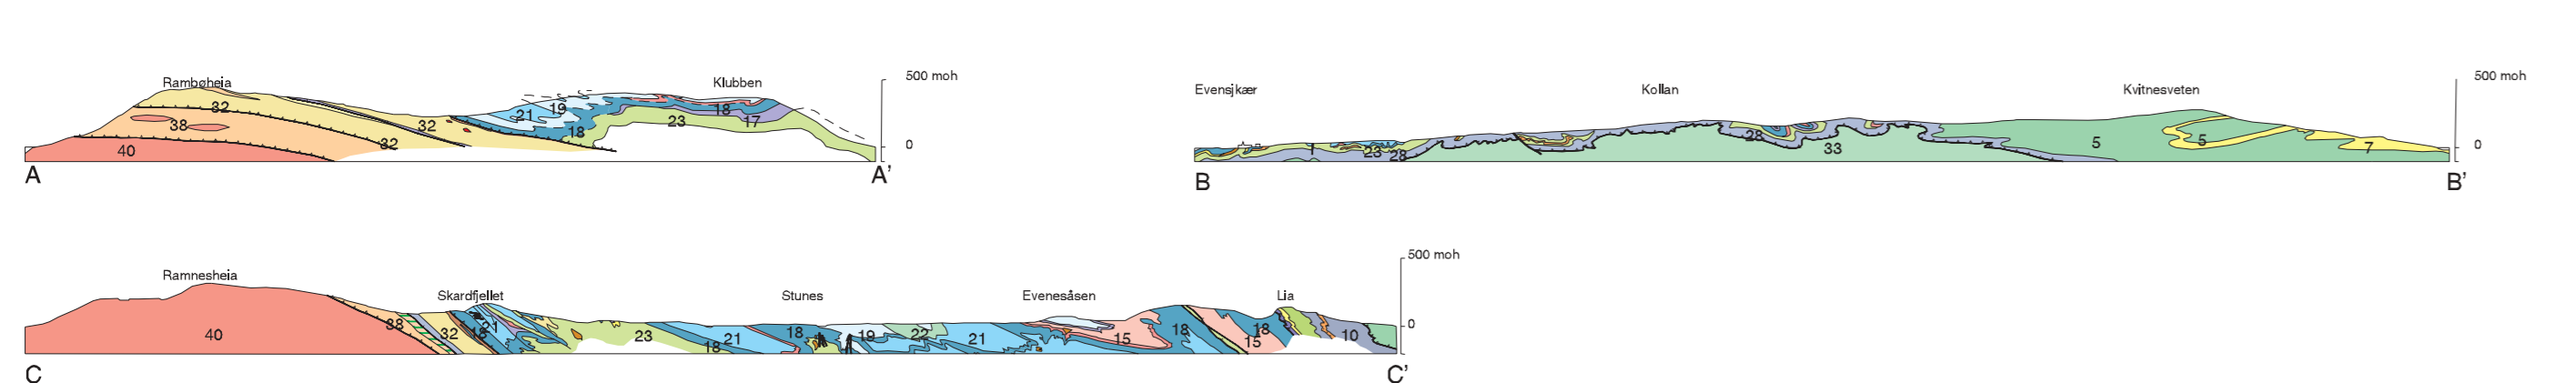 500 moh 500 moh
Rambøheia Klubben Evensjkær Kollan Kvitnesveten
32 21 19 18 38 32 18 23 17 28 5 5
40 32 0 1 23 28 33 7 0
A A' B B'
500 moh
Ramnesheia
Skardfjellet Stunes Evenesåsen Lia
40 38 32 18 21 23 18 21 18 19 22 21 15 18 15 18 10 0
C C'